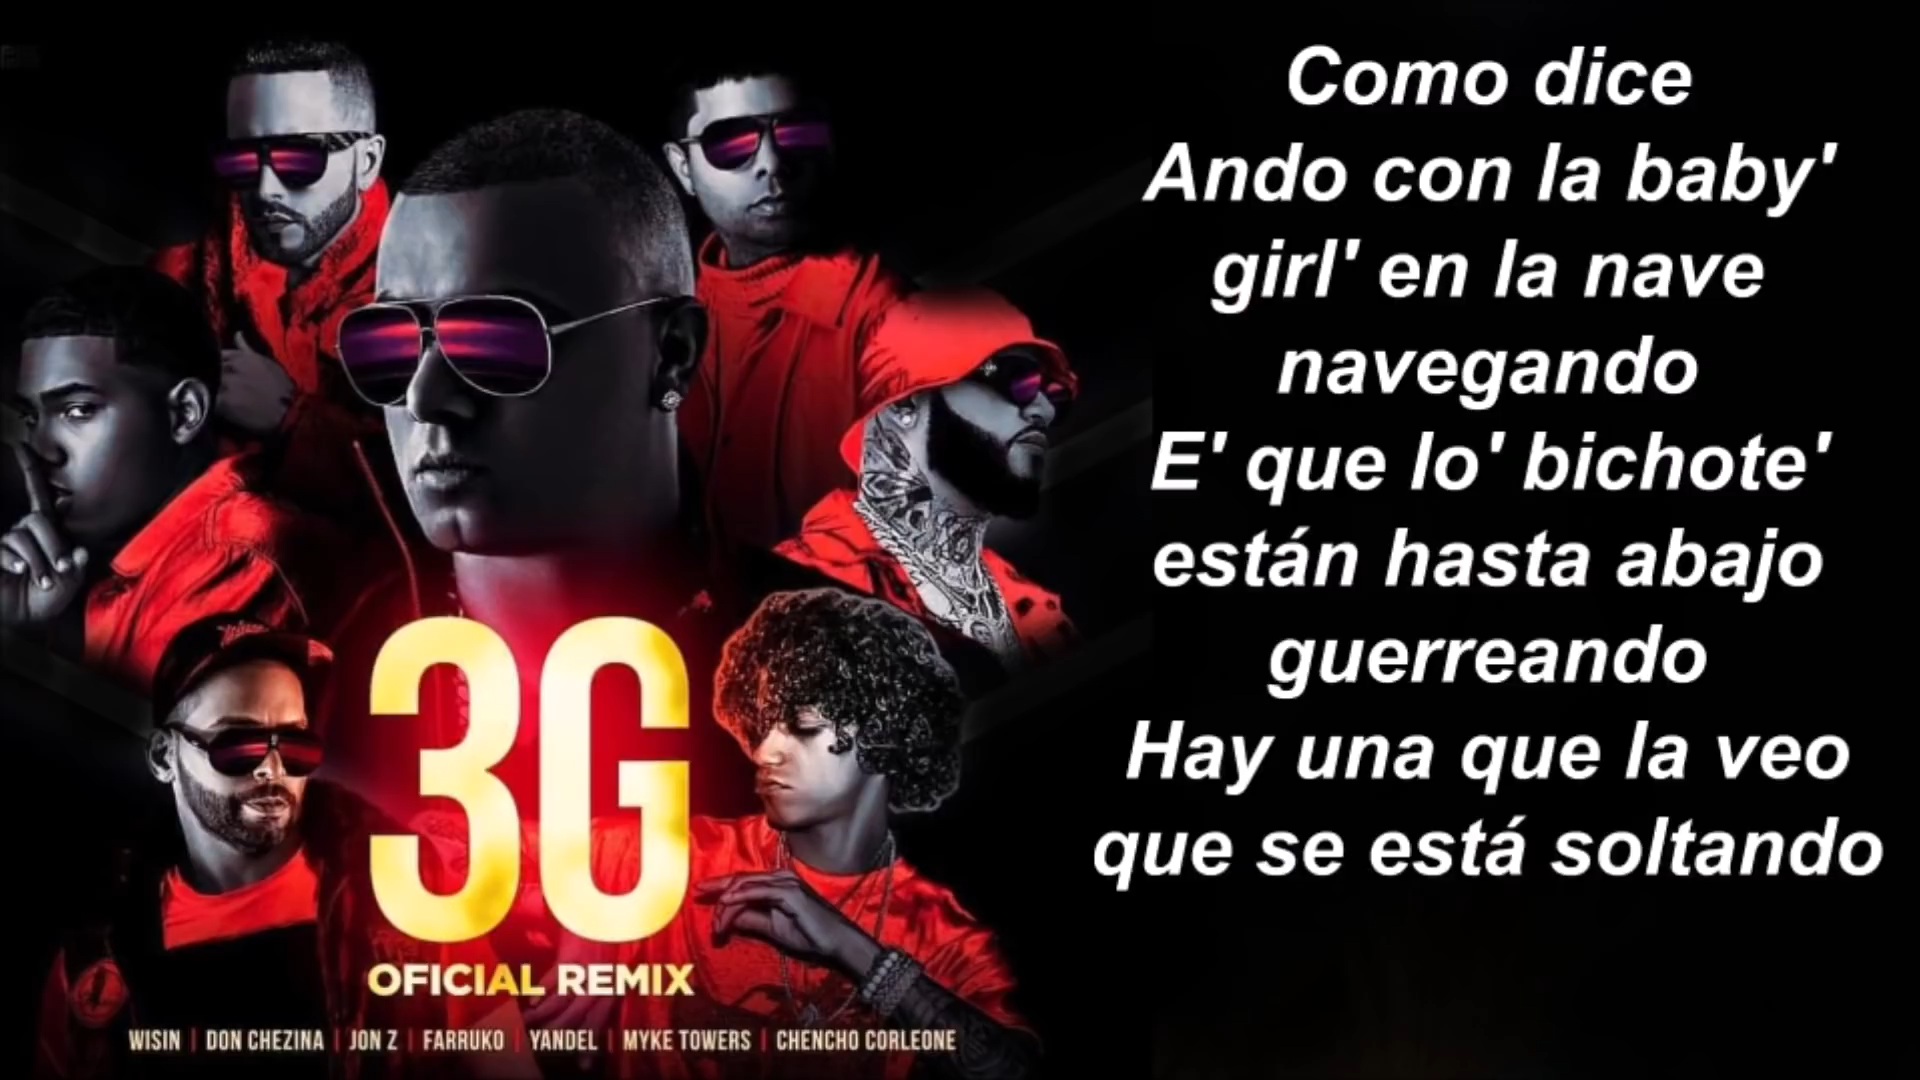 Como dice
Ando con la baby'
girl' en la nave
navegando
E' que lo' bichote'
están hasta abajo
guerreando
Hay una que la veo
que se está soltando
3G
OFICIAL REMIX
WISIN | DON CHEZINA | JON Z | FARRUKO | YANDEL | MYKE TOWERS | CHENCHO CORLEONE